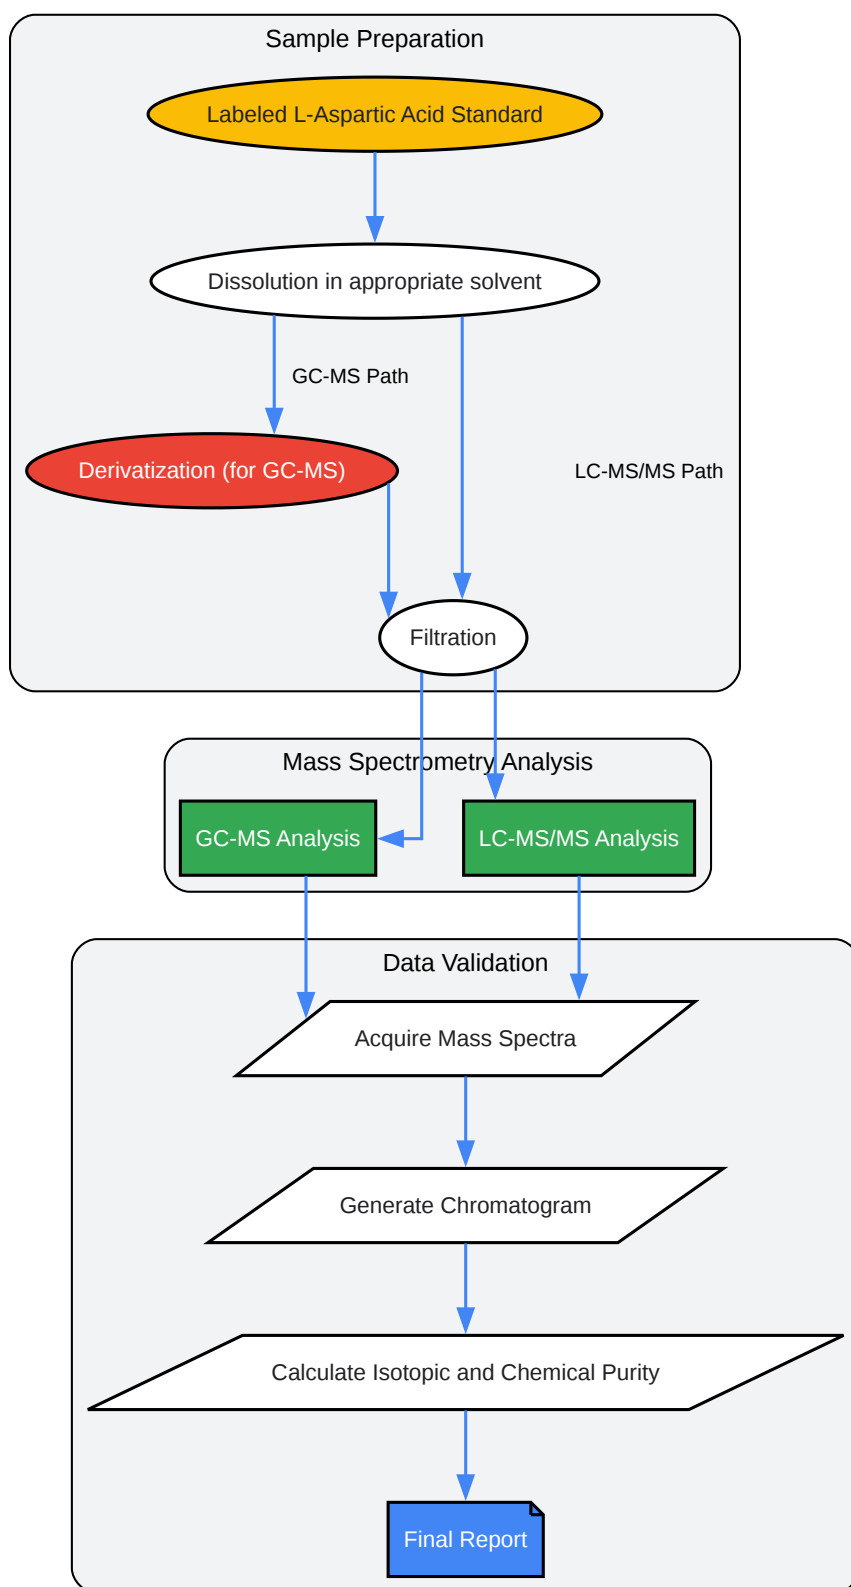 Sample Preparation
Labeled L-Aspartic Acid Standard
Dissolution in appropriate solvent
GC-MS Path
Derivatization (for GC-MS)
LC-MS/MS Path
Filtration
Mass Spectrometry Analysis
GC-MS Analysis
LC-MS/MS Analysis
Data Validation
Acquire Mass Spectra
Generate Chromatogram
Calculate Isotopic and Chemical Purity
Final Report